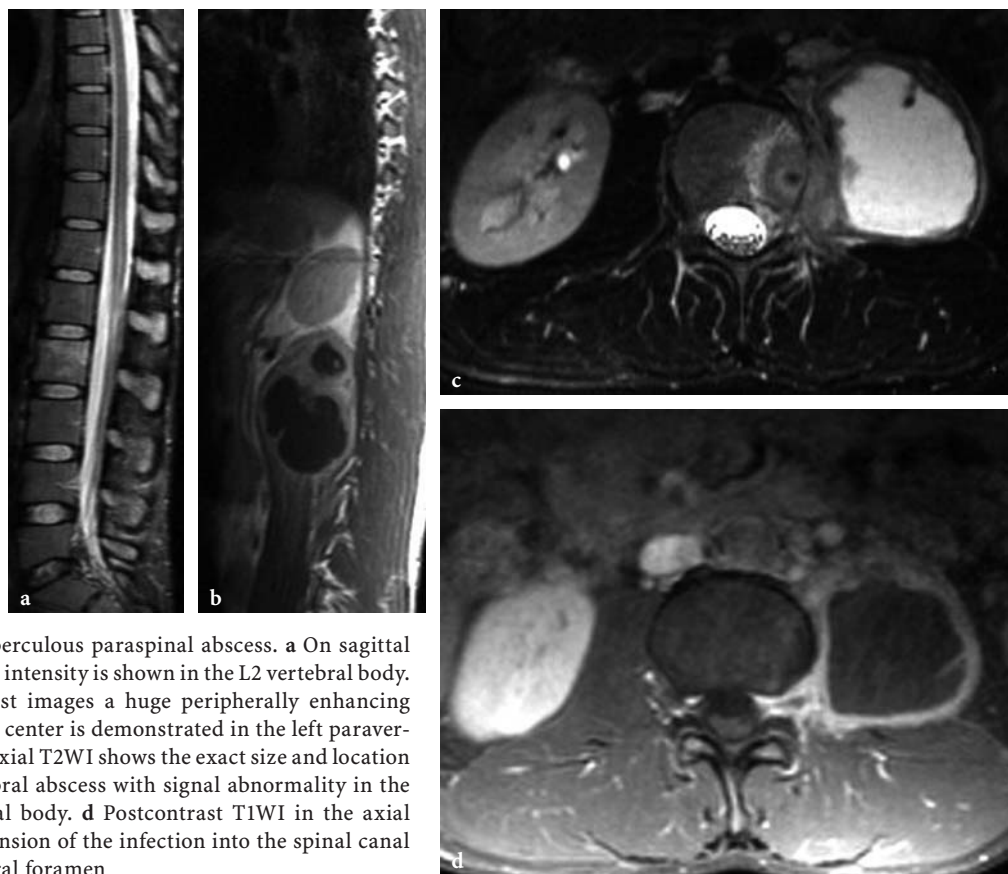 a
b
c
d
perculous paraspinal abscess. a On sagittal
intensity is shown in the L2 vertebral body.
st images a huge peripherally enhancing
center is demonstrated in the left paraver-
xial T2WI shows the exact size and location
oral abscess with signal abnormality in the
al body. d Postcontrast T1WI in the axial
nsion of the infection into the spinal canal
ral foramen